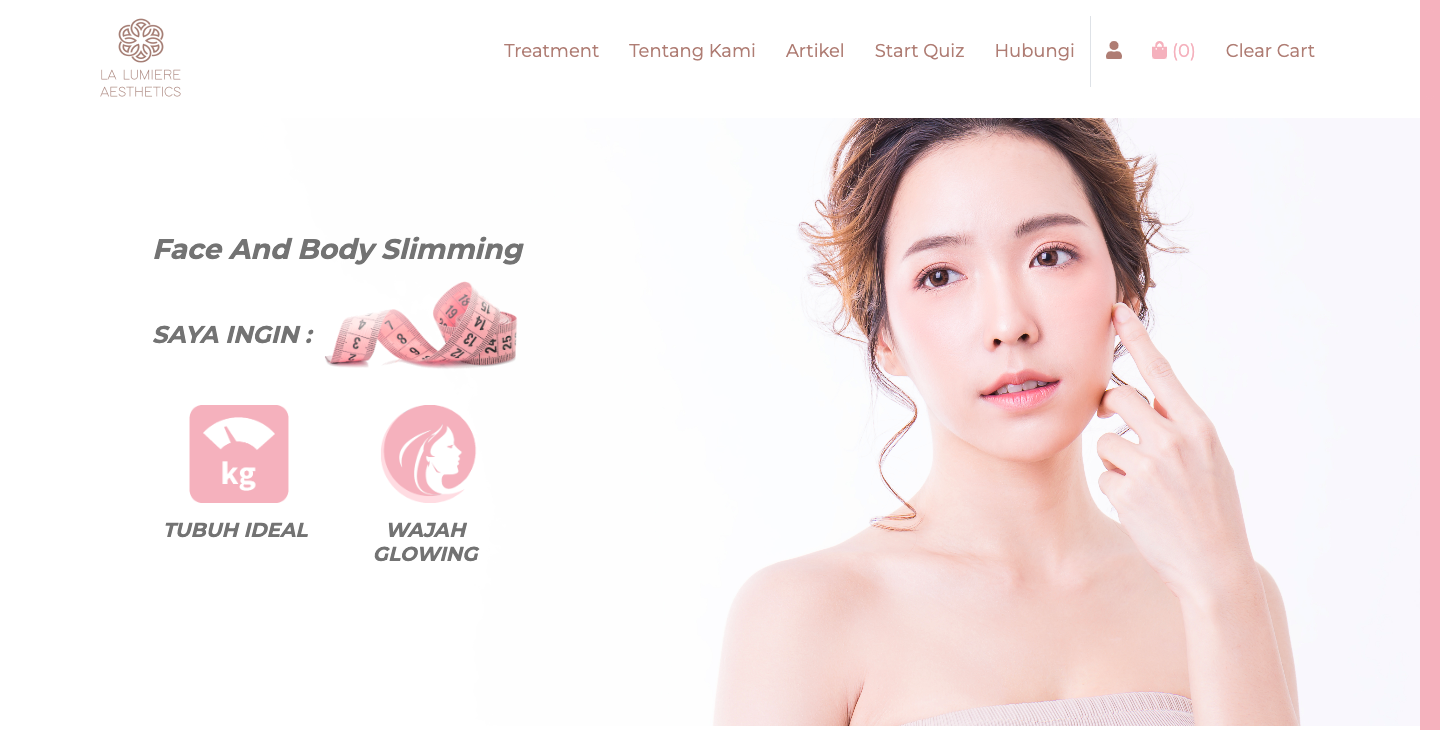 LA LUMIERE
AESTHETICS
Treatment
Tentang Kami
Artikel
Start Quiz
Hubungi
(0)
Clear Cart
Face And Body Slimming
SAYA INGIN :
kg
TUBUH IDEAL
WAJAH
GLOWING